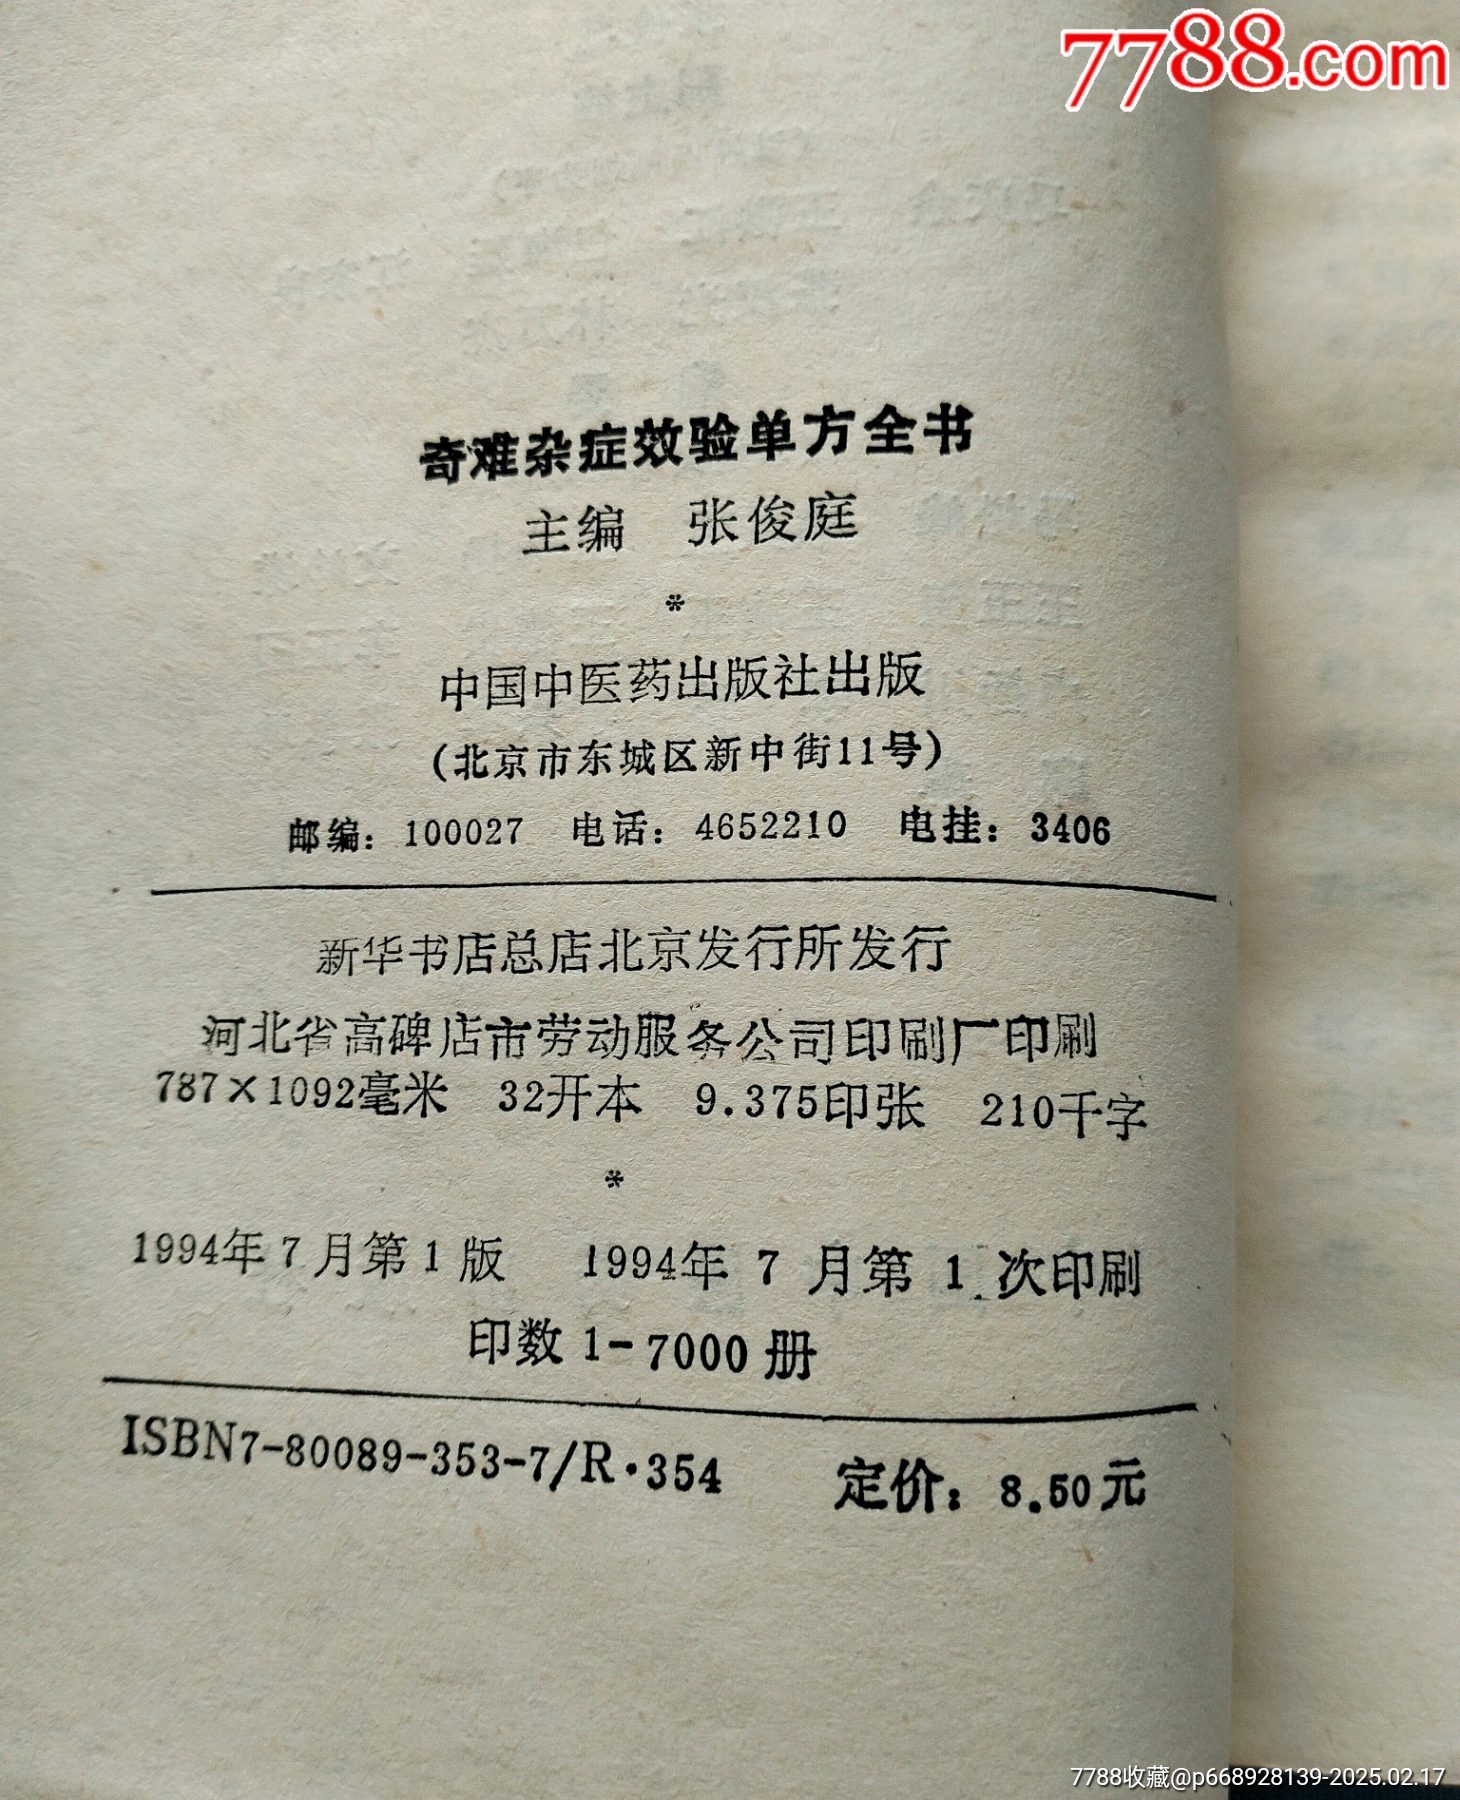 7788.com
奇难杂症效验单方全书
主编 张俊庭
*
中国中医药出版社出版
(北京市东城区新中街11号)
邮编：100027 电话：4652210 电挂：3406
新华书店总店北京发行所发行
河北省高碑店市劳动服务公司印刷厂印刷
787×1092毫米 32开本 9.375印张 210千字
*
1994年7月第1版 1994年7月第1次印刷
印数1-7000册
ISBN7-80089-353-7/R·354 定价：8.50元
7788收藏@p668928139-2025.02.17